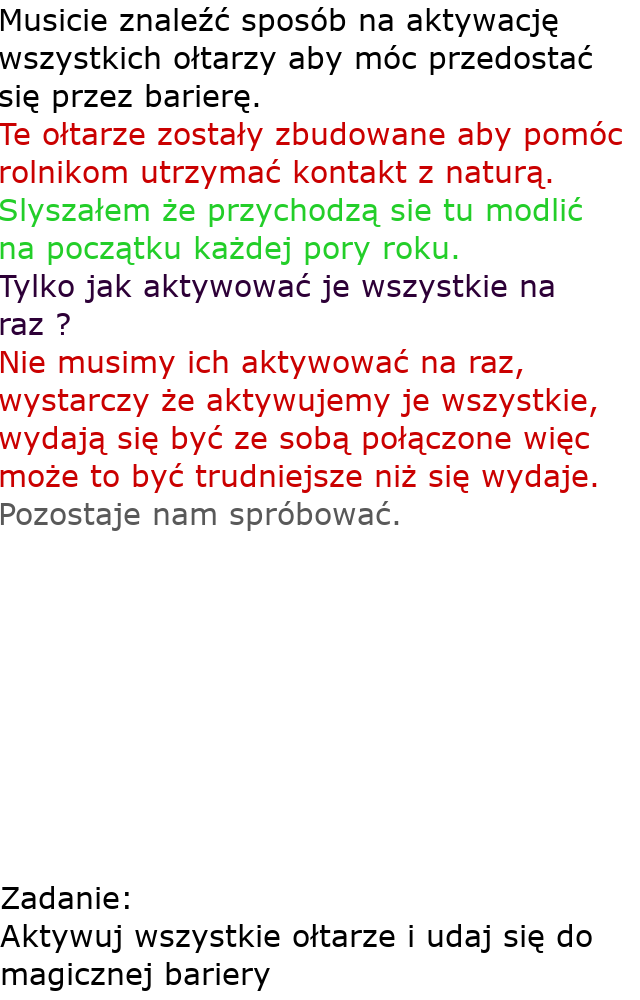 Musicie znaleźć sposób na aktywację
wszystkich ołtarzy aby móc przedostać
się przez barierę.
Te ołtarze zostały zbudowane aby pomóc
rolnikom utrzymać kontakt z naturą.
Slyszałem że przychodzą sie tu modlić
na początku każdej pory roku.
Tylko jak aktywować je wszystkie na
raz ?
Nie musimy ich aktywować na raz,
wystarczy że aktywujemy je wszystkie,
wydają się być ze sobą połączone więc
może to być trudniejsze niż się wydaje.
Pozostaje nam spróbować.
Zadanie:
Aktywuj wszystkie ołtarze i udaj się do
magicznej bariery